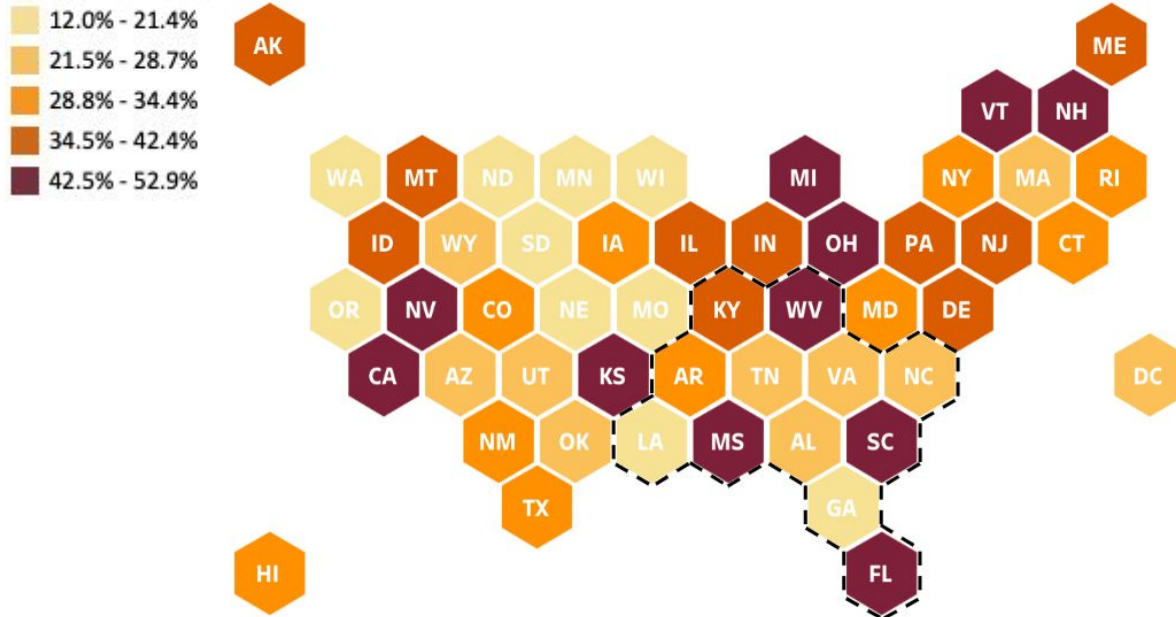 12.0% - 21.4%
21.5% - 28.7%
28.8% - 34.4%
34.5% - 42.4%
42.5% - 52.9%
AK ME
VT NH
WA MT ND MN WI MI NY MA RI
ID WY SD IA IL IN OH PA NJ CT
OR NV CO NE MO KY WV MD DE
CA AZ UT KS AR TN VA NC DC
NM OK LA MS AL SC
TX GA
HI FL